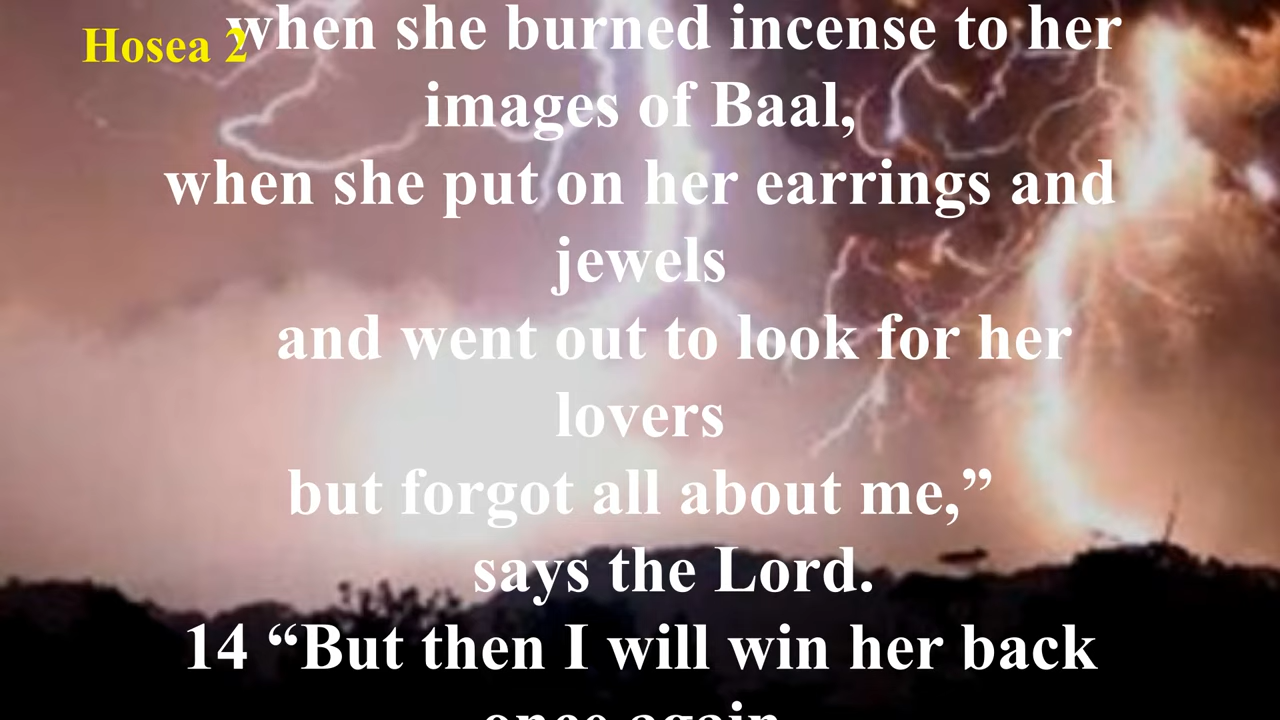 Hosea 2
when she burned incense to her
images of Baal,
when she put on her earrings and
jewels
and went out to look for her
lovers
but forgot all about me,”
says the Lord.
14 “But then I will win her back
once again